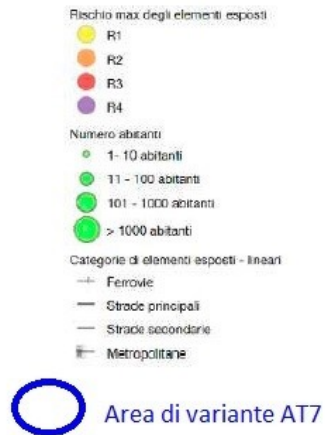 Rischio max degli elementi esposti
R1
R2
R3
R4
Numero abitanti
1- 10 abitanti
11 - 100 abitanti
101 - 1000 abitanti
> 1000 abitanti
Categorie di elementi esposti - lineari
Ferrovie
Strade principali
Strade secondarie
Metropolitane
Area di variante AT7